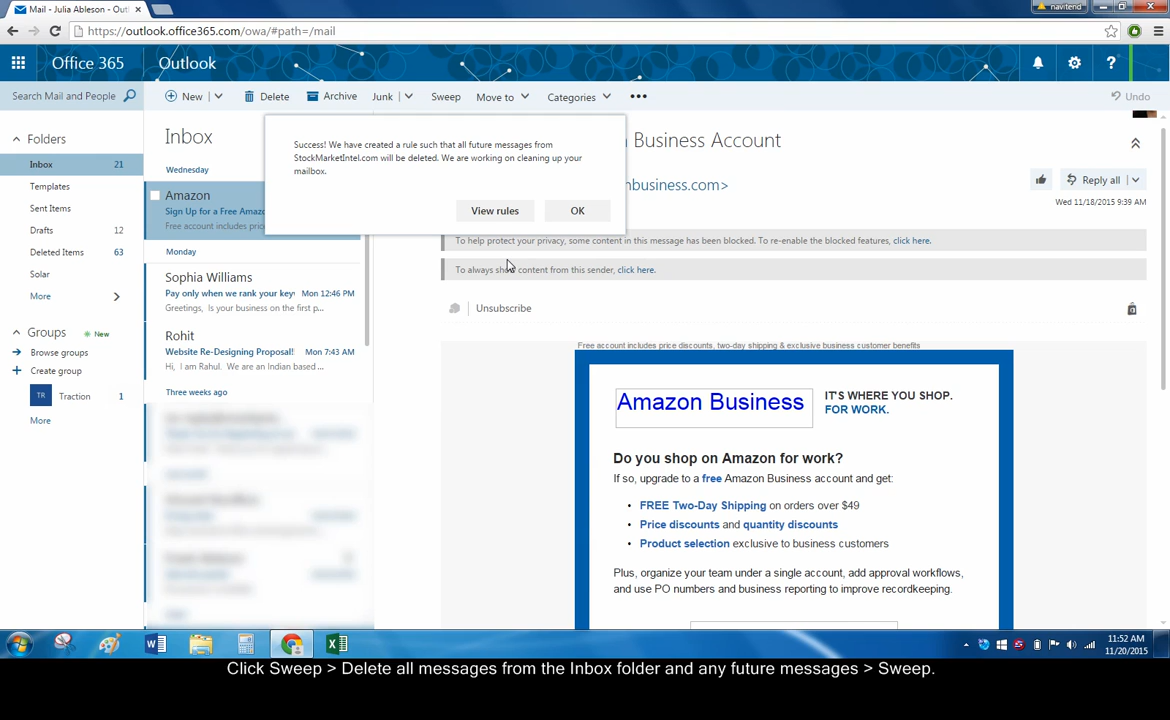 Mail - Julia Ableson - Outl
navitend
https://outlook.office365.com/owa/#path=/mail
Office 365
Outlook
?
Search Mail and People
New
Delete
Archive
Junk
Sweep
Move to
Categories
•••
Undo
Folders
Inbox 21
Templates
Sent Items
Drafts 12
Deleted Items 63
Solar
More
Groups
New
Browse groups
Create group
TR Traction 1
More
Inbox
Wednesday
Amazon
Sign Up for a Free Amazo
Free account includes pric
Monday
Sophia Williams
Pay only when we rank your key Mon 12:46 PM
Greetings, Is your business on the first p...
Rohit
Website Re-Designing Proposal! Mon 7:43 AM
Hi, I am Rahul. We are an Indian based ...
Three weeks ago
Success! We have created a rule such that all future messages from
StockMarketIntel.com will be deleted. We are working on cleaning up your
mailbox.
View rules
OK
Business Account
business.com>
Reply all
Wed 11/18/2015 9:39 AM
To help protect your privacy, some content in this message has been blocked. To re-enable the blocked features, click here.
To always show content from this sender, click here.
Unsubscribe
Free account includes price discounts, two-day shipping & exclusive business customer benefits
Amazon Business
IT'S WHERE YOU SHOP.
FOR WORK.
Do you shop on Amazon for work?
If so, upgrade to a free Amazon Business account and get:
• FREE Two-Day Shipping on orders over $49
• Price discounts and quantity discounts
• Product selection exclusive to business customers
Plus, organize your team under a single account, add approval workflows,
and use PO numbers and business reporting to improve recordkeeping.
11:52 AM
11/20/2015
Click Sweep > Delete all messages from the Inbox folder and any future messages > Sweep.